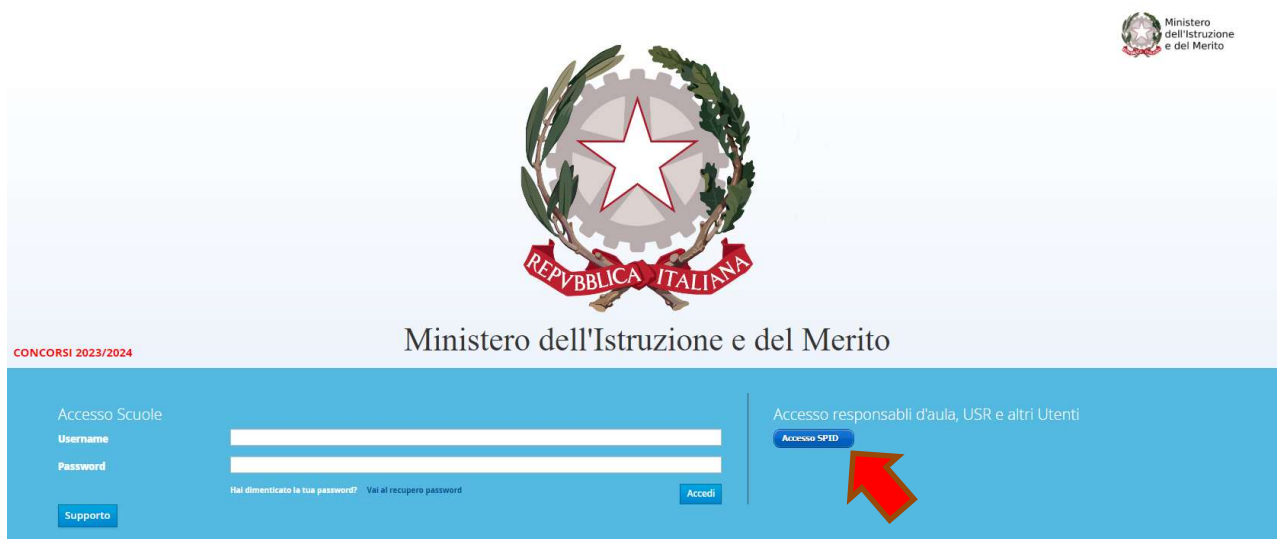 Ministero
dell'Istruzione
e del Merito
REPVBBLICA ITALIANA
Ministero dell'Istruzione e del Merito
CONCORSI 2023/2024
Accesso Scuole
Username
Password
Hai dimenticato la tua password? Vai al recupero password
Accedi
Supporto
Accesso responsabli d'aula, USR e altri Utenti
Accesso SPID